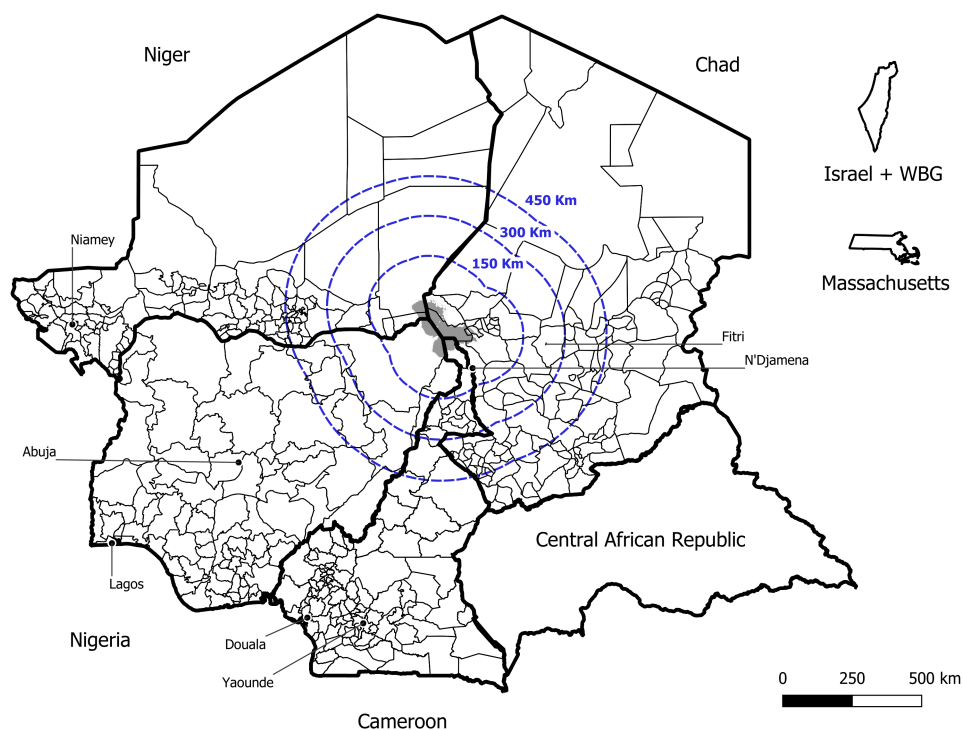 Niger
Chad
Israel + WBG
450 Km
300 Km
150 Km
Niamey
Massachusetts
Fitri
N'Djamena
Abuja
Central African Republic
Lagos
Nigeria
Douala
Yaounde
0 250 500 km
Cameroon